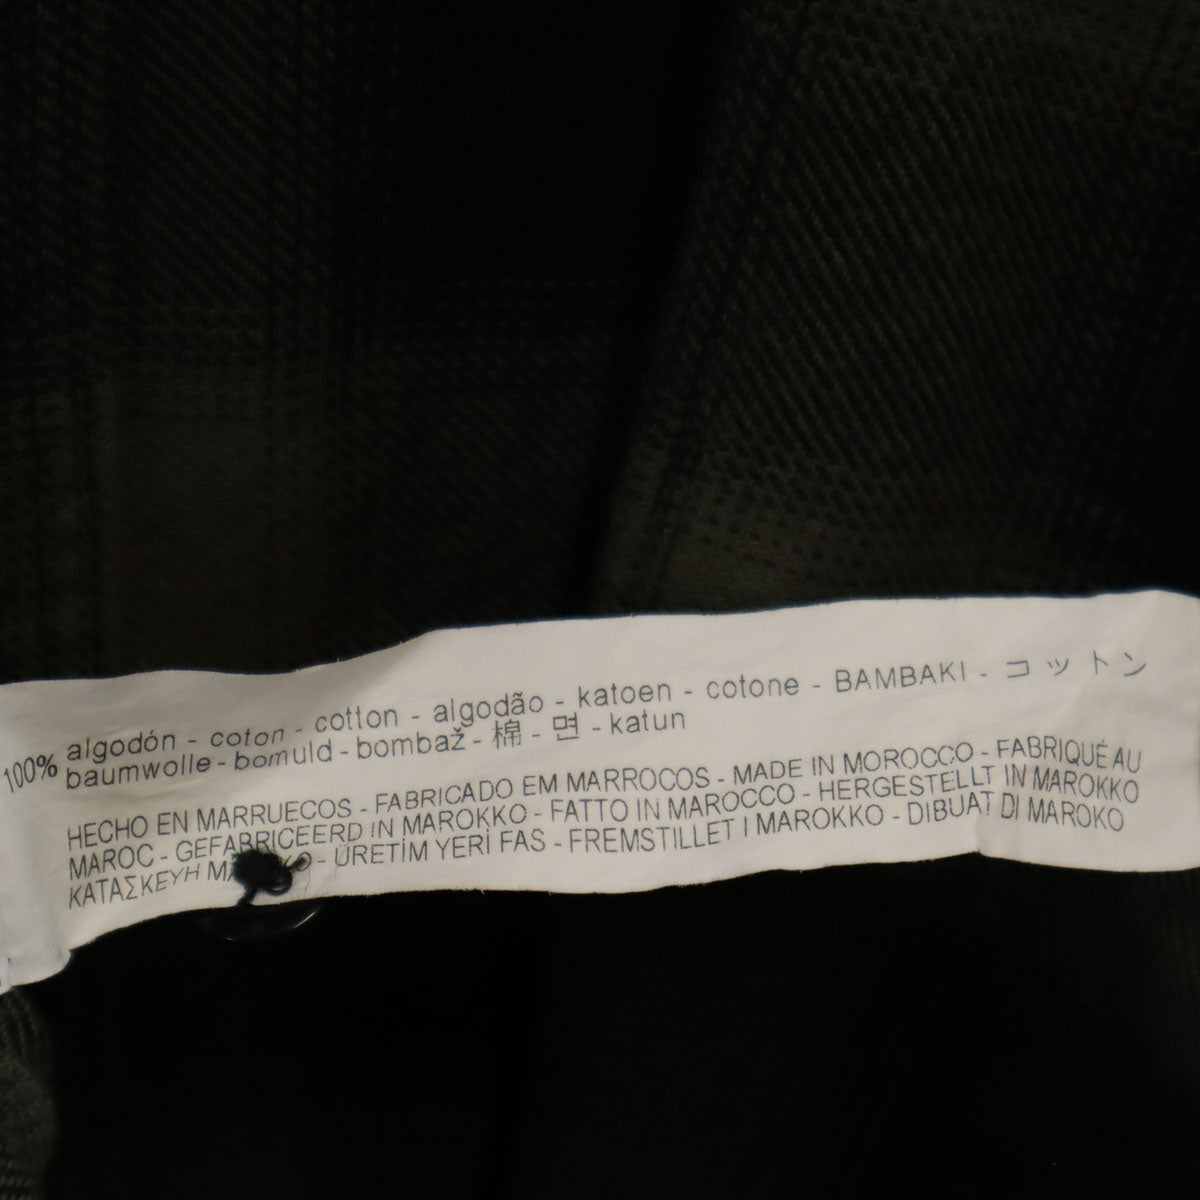 100% algodón - coton - cotton - algodão - katoen - cotone - BAMBAKI - コットン
baumwolle - bomuld - bombaž - 棉 - 면 - katun
HECHO EN MARRUECOS - FABRICADO EM MARROCOS - MADE IN MOROCCO - FABRIQUÉ AU
MAROC - GEFABRICEERD IN MAROKKO - FATTO IN MAROCCO - HERGESTELLT IN MAROKKO
ΚΑΤΑΣΚΕΥΗ - ÜRETİM YERİ FAS - FREMSTILLET I MAROKKO - DIBUAT DI MAROKO